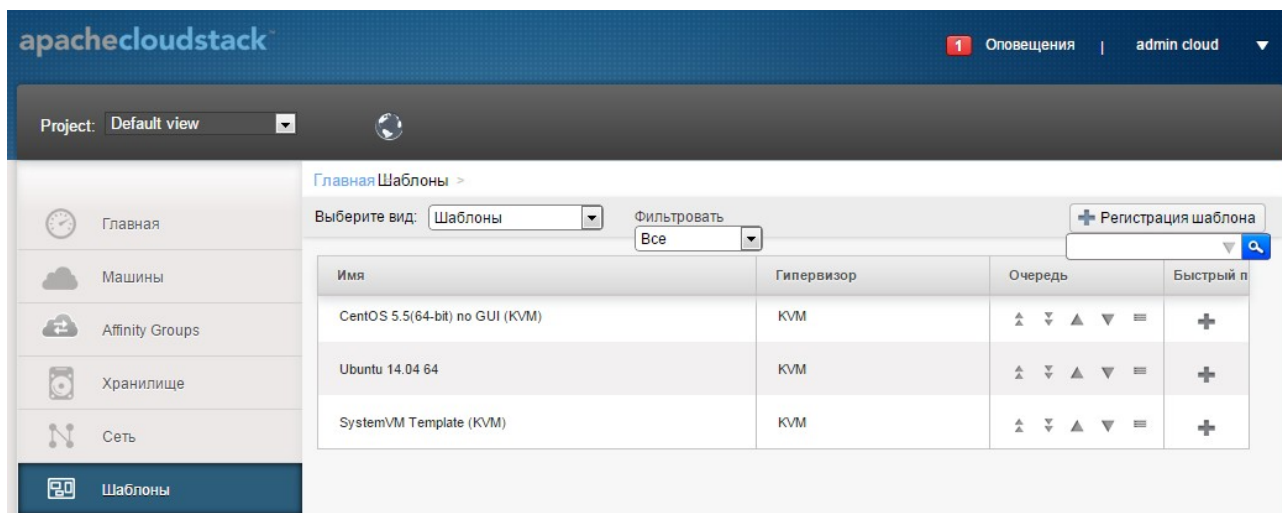 apachecloudstack™
1 Оповещения | admin cloud
Project: Default view
Главная Шаблоны >
Главная
Машины
Affinity Groups
Хранилище
Сеть
Шаблоны
Выберите вид: Шаблоны
Фильтровать
Все
Регистрация шаблона
Имя Гипервизор Очередь Быстрый п
CentOS 5.5(64-bit) no GUI (KVM) KVM
Ubuntu 14.04 64 KVM
SystemVM Template (KVM) KVM